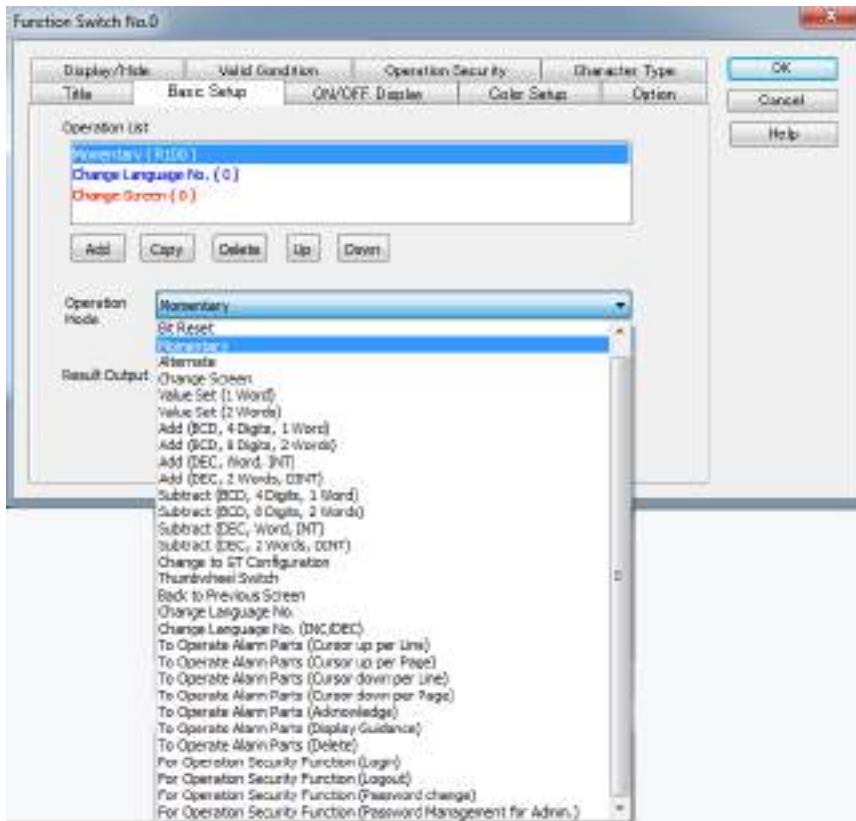 Function Switch No.0
Display/Hide Valid Condition Operation Security Character Type
Title Basic Setup ON/OFF Display Color Setup Option
OK
Cancel
Help
Operation List
Momentary ( R100 )
Change Language No. ( 0 )
Change Screen ( 0 )
Add Copy Delete Up Down
Operation Mode Momentary
Bit Reset
Momentary
Alternate
Result Output
Change Screen
Value Set (1 Word)
Value Set (2 Words)
Add (BCD, 4 Digits, 1 Word)
Add (BCD, 8 Digits, 2 Words)
Add (DEC, Word, INT)
Add (DEC, 2 Words, DINT)
Subtract (BCD, 4 Digits, 1 Word)
Subtract (BCD, 8 Digits, 2 Words)
Subtract (DEC, Word, INT)
Subtract (DEC, 2 Words, DINT)
Change to GT Configuration
Thumbwheel Switch
Back to Previous Screen
Change Language No.
Change Language No. (INC/DEC)
To Operate Alarm Parts (Cursor up per Line)
To Operate Alarm Parts (Cursor up per Page)
To Operate Alarm Parts (Cursor down per Line)
To Operate Alarm Parts (Cursor down per Page)
To Operate Alarm Parts (Acknowledge)
To Operate Alarm Parts (Display Guidance)
To Operate Alarm Parts (Delete)
For Operation Security Function (Login)
For Operation Security Function (Logout)
For Operation Security Function (Password change)
For Operation Security Function (Password Management for Admin.)